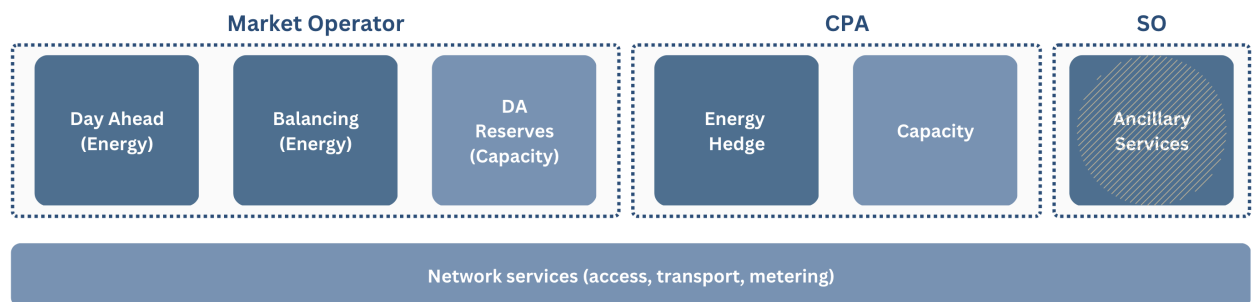 Market Operator
CPA
SO
Day Ahead
(Energy)
Balancing
(Energy)
DA
Reserves
(Capacity)
Energy
Hedge
Capacity
Ancillary
Services
Network services (access, transport, metering)